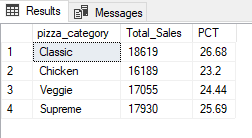 Results Messages
pizza_category Total_Sales PCT
1 Classic 18619 26.68
2 Chicken 16189 23.2
3 Veggie 17055 24.44
4 Supreme 17930 25.69